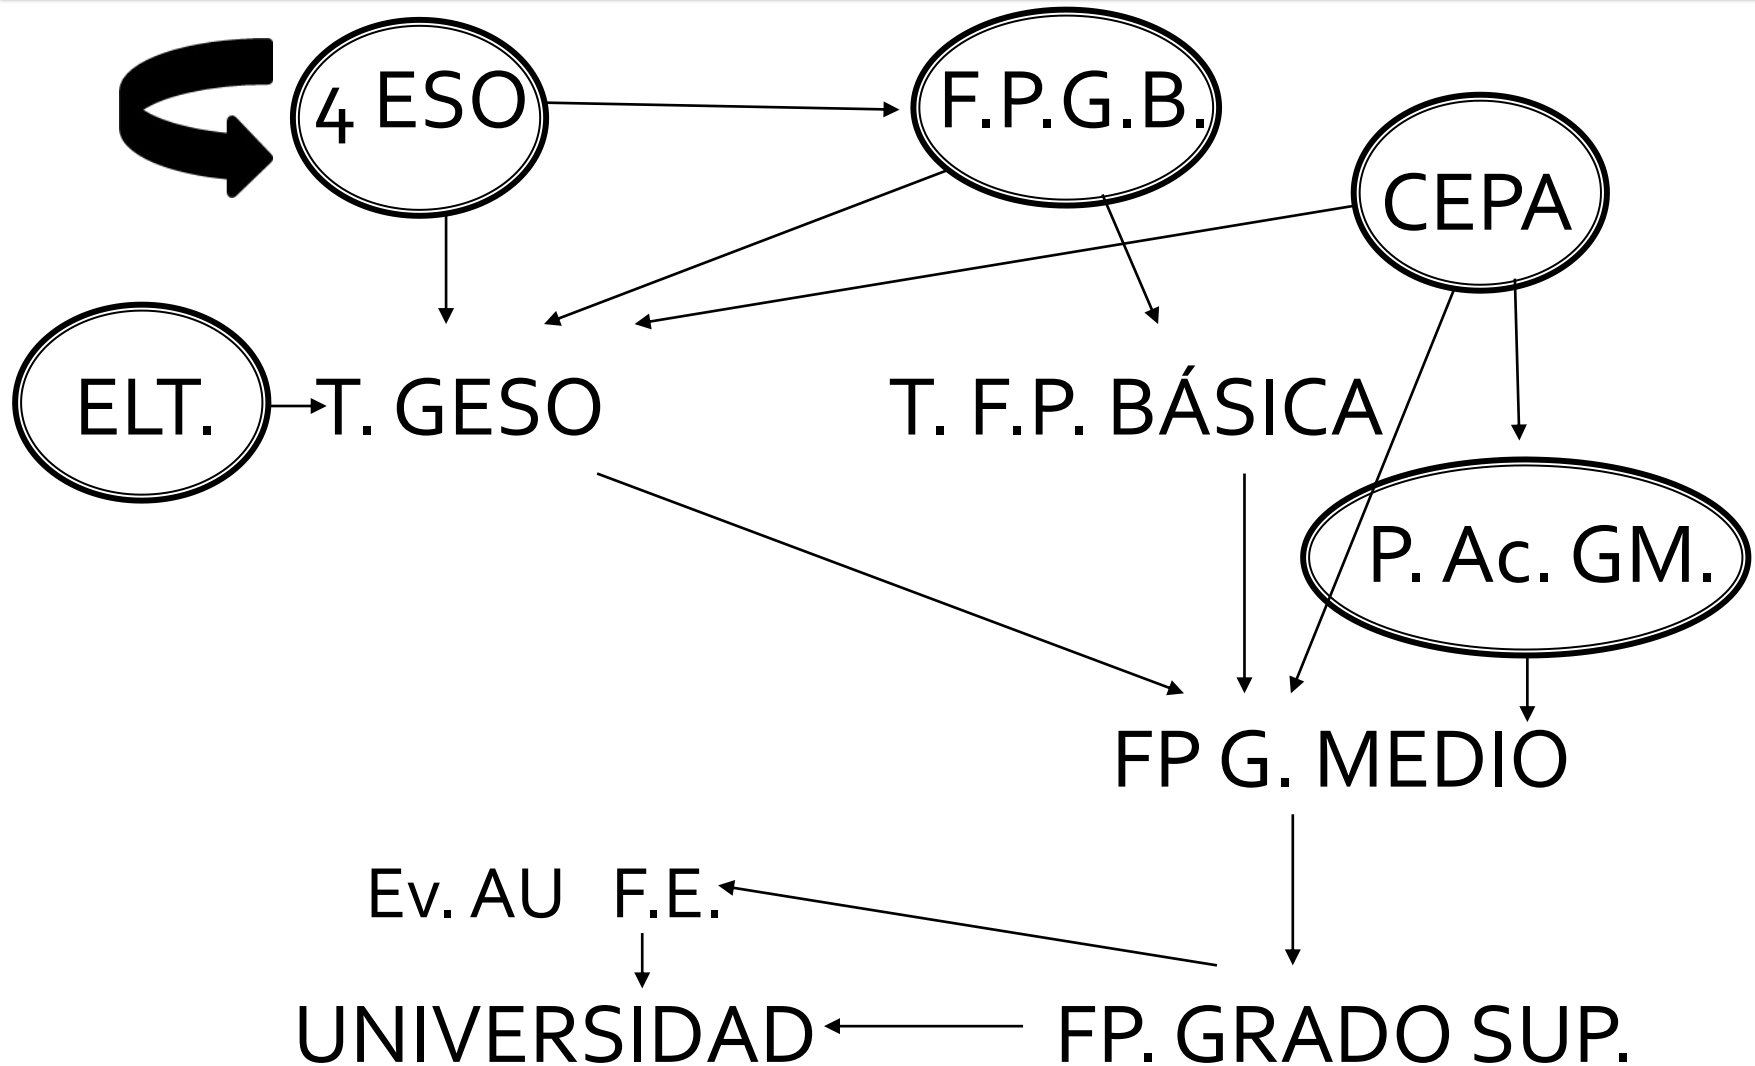 4 ESO
F.P.G.B.
CEPA
ELT.
T. GESO
T. F.P. BÁSICA
P. Ac. GM.
FP G. MEDIO
Ev. AU F.E.
UNIVERSIDAD
FP. GRADO SUP.